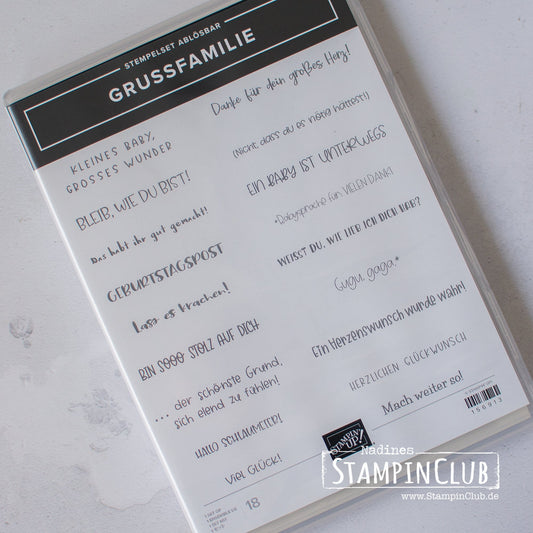 STEMPELSET ABLÖSBAR
GRUSSFAMILIE
KLEINES BABY,
GROSSES WUNDER
BLEIB, WIE DU BIST!
Das habt ihr gut gemacht!
GEBURTSTAGSPOST
Lass es krachen!
BIN SOOO STOLZ AUF DICH
... der schönste Grund,
sich elend zu fühlen!
HALLO SCHLAUMEIER!
VIEL GLÜCK!
Danke für dein großes Herz!
(Nicht dass du es nötig hättest!)
EIN BABY IST UNTERWEGS
*Babysprache für: VIELEN DANK!
WEISST DU, WIE LIEB ICH DICH HAB?
Gugu, gaga.*
Ein Herzenswunsch wurde wahr!
HERZLICHEN GLÜCKWUNSCH
Mach weiter so!
156913
STAMPIN' UP!
18
Nadines
STAMPINCLUB
www.StampinClub.de